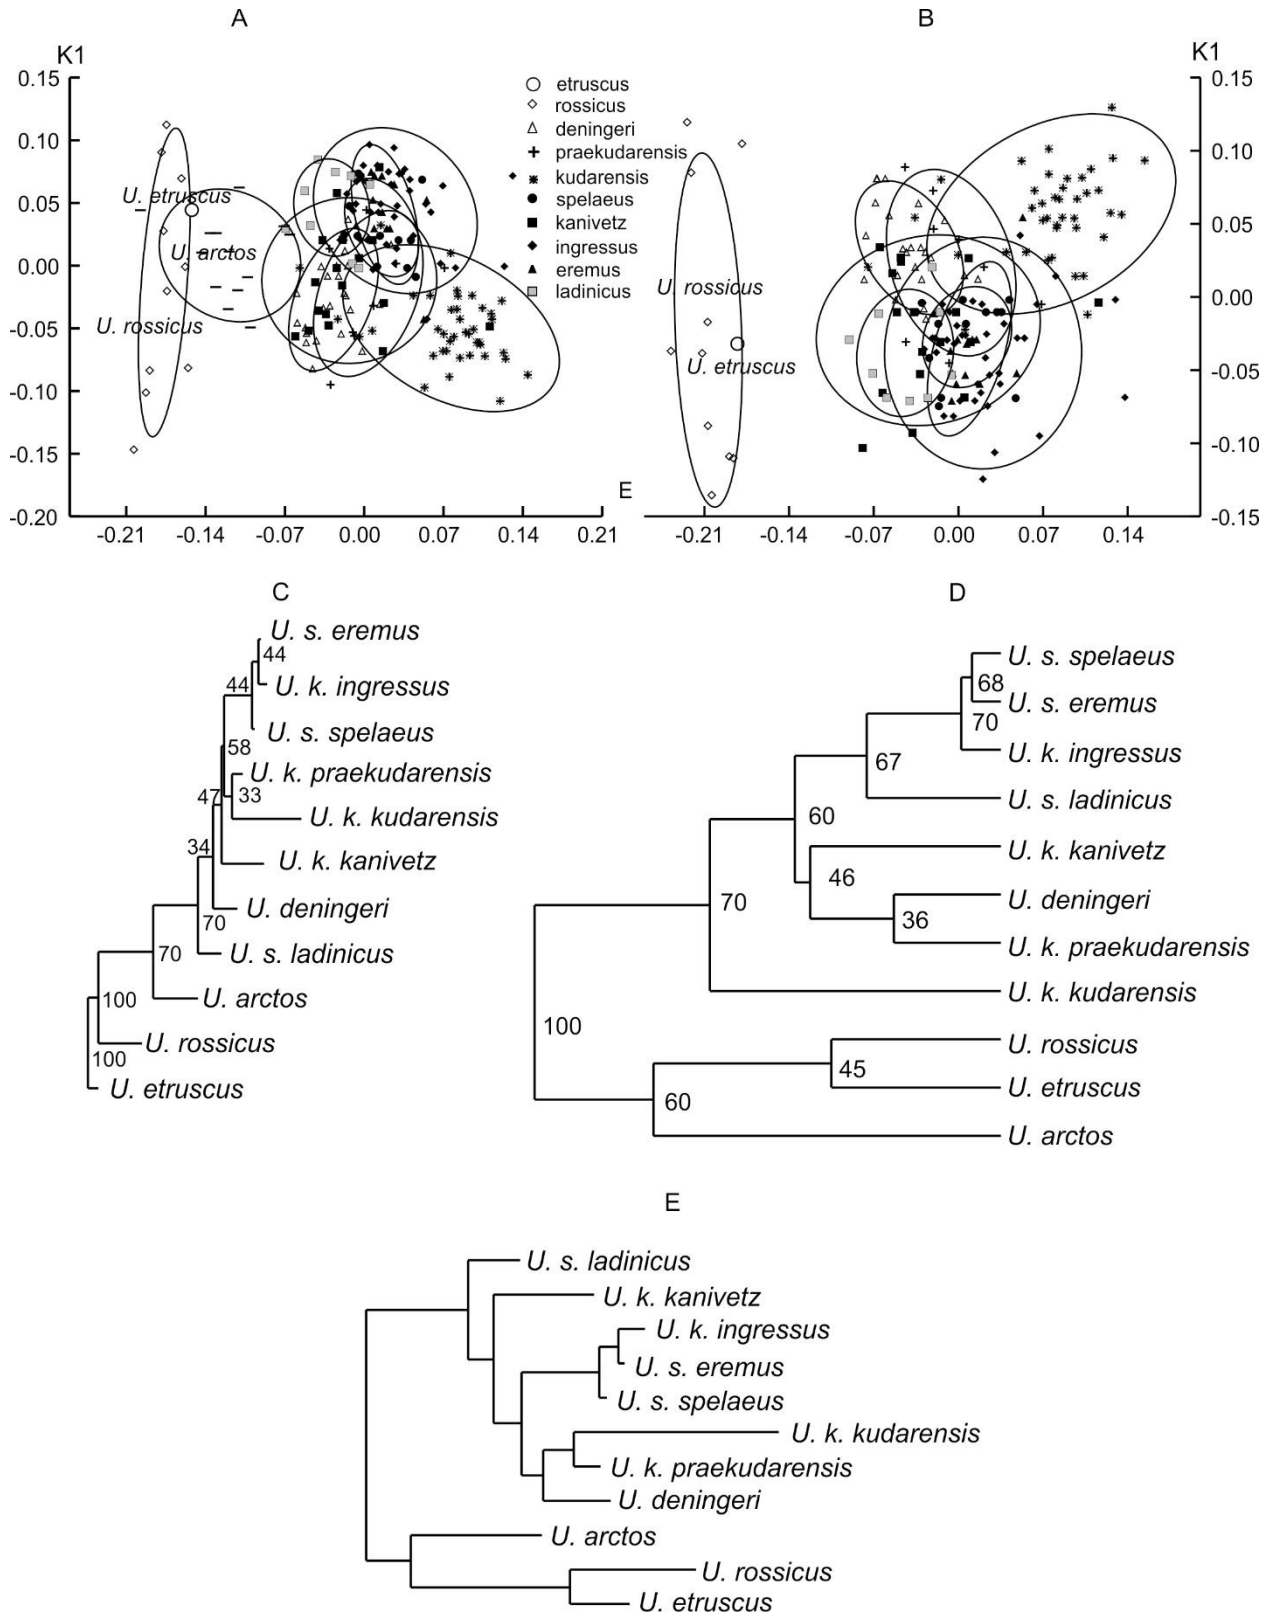 A
B
K1
0.15
0.10
0.05
0.00
-0.05
-0.10
-0.15
-0.20
-0.21
-0.14
-0.07
0.00
0.07
0.14
0.21
U. etruscus
U. arctos
U. rossicus
etruscus
rossicus
deningeri
praekudarensis
kudarensis
spelaeus
kanivetz
ingressus
eremus
ladinicus
E
K1
0.15
0.10
0.05
0.00
-0.05
-0.10
-0.15
-0.21
-0.14
-0.07
0.00
0.07
0.14
U. rossicus
U. etruscus
C
U. s. eremus
44
44
U. k. ingressus
U. s. spelaeus
58
U. k. praekudarensis
47
33
U. k. kudarensis
34
U. k. kanivetz
U. deningeri
70
70
U. s. ladinicus
100
U. arctos
100
U. rossicus
U. etruscus
D
U. s. spelaeus
68
U. s. eremus
70
U. k. ingressus
67
U. s. ladinicus
60
U. k. kanivetz
46
U. deningeri
70
36
U. k. praekudarensis
U. k. kudarensis
100
U. rossicus
45
U. etruscus
60
U. arctos
E
U. s. ladinicus
U. k. kanivetz
U. k. ingressus
U. s. eremus
U. s. spelaeus
U. k. kudarensis
U. k. praekudarensis
U. deningeri
U. arctos
U. rossicus
U. etruscus